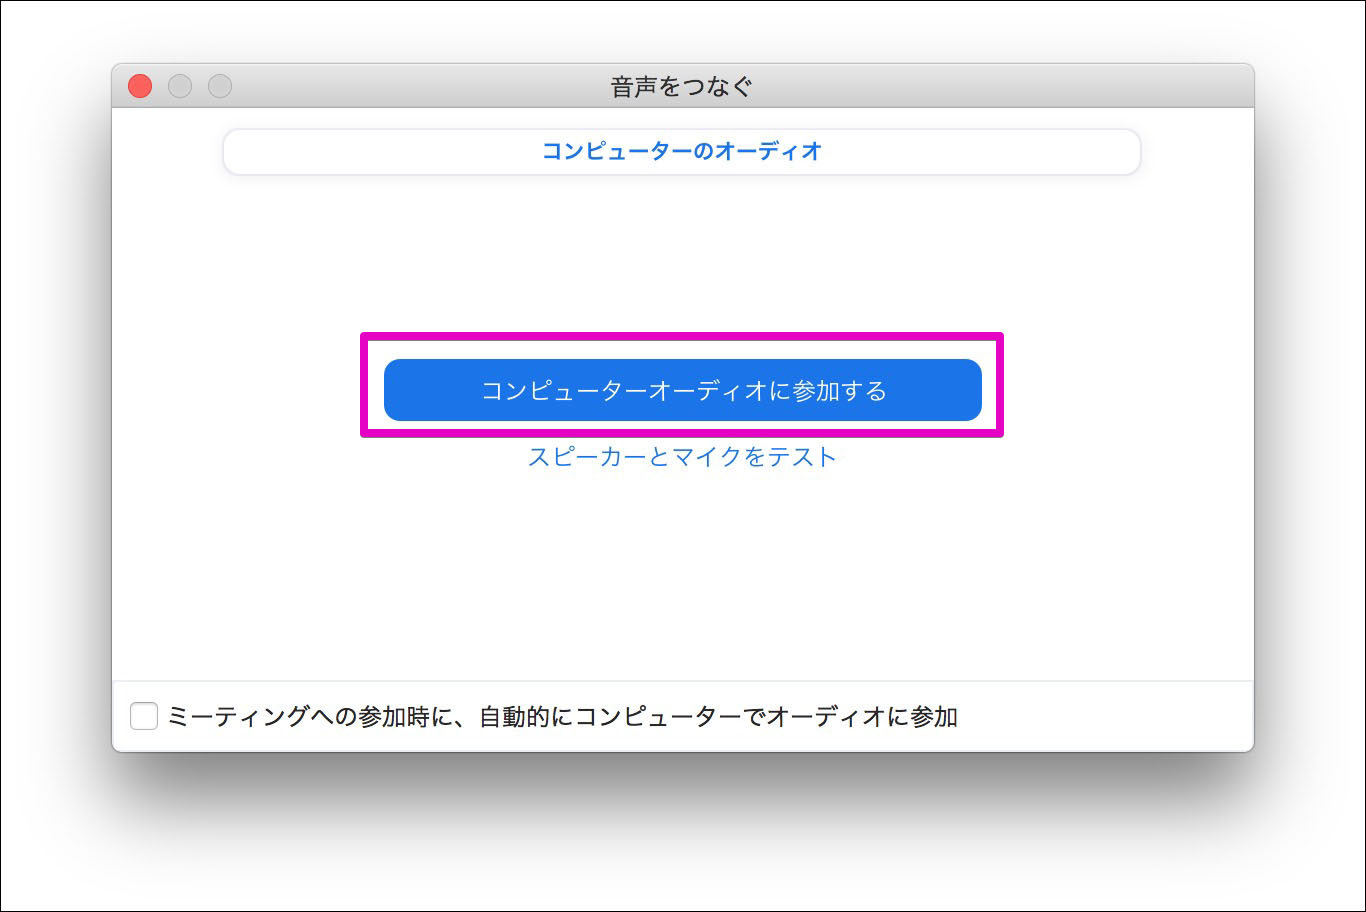 音声をつなぐ
コンピューターのオーディオ
コンピューターオーディオに参加する
スピーカーとマイクをテスト
ミーティングへの参加時に、自動的にコンピューターでオーディオに参加